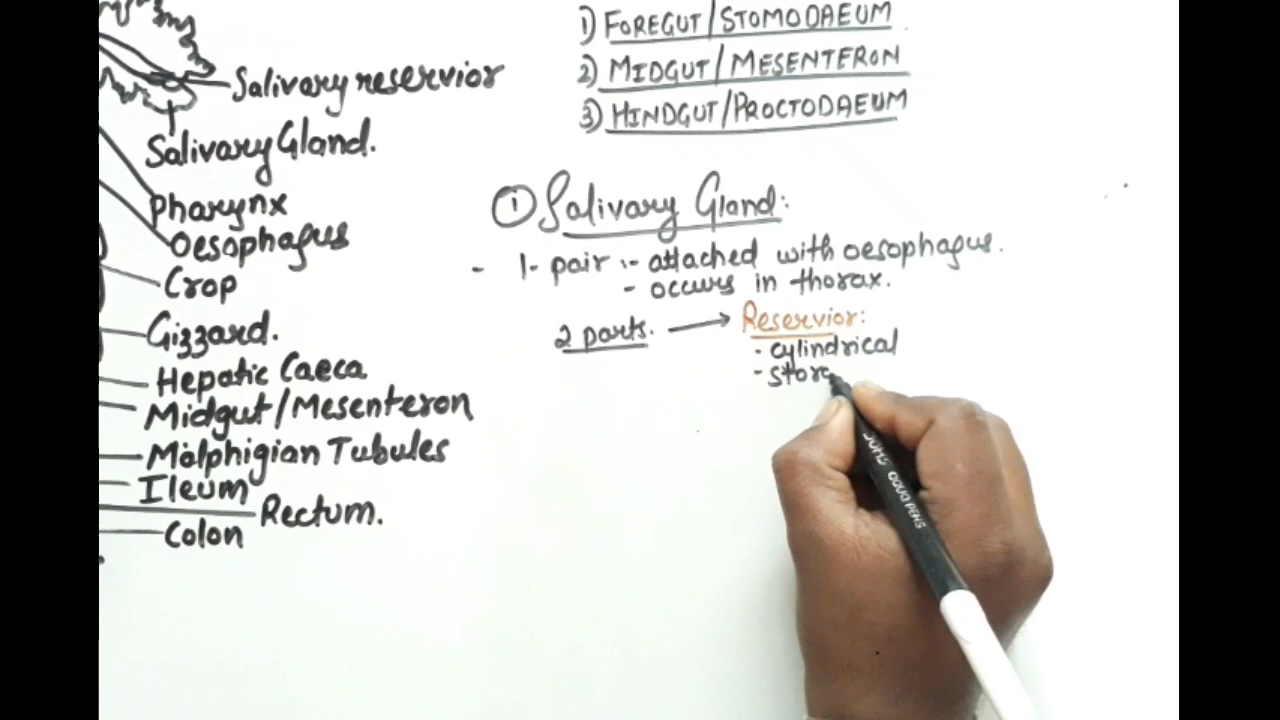 Salivary reservior
Salivary Gland.
Pharynx
Oesophagus
Crop
Gizzard.
Hepatic Caeca
Midgut/Mesenteron
Malphigian Tubules
Ileum
Rectum.
Colon
1) FOREGUT/STOMODAEUM
2) MIDGUT/MESENTERON
3) HINDGUT/PROCTODAEUM
① Salivary Gland:
- 1- pair :- attached with oesophagus.
- occurs in thorax.
2 parts. → Reservior:
- cylindrical
- store